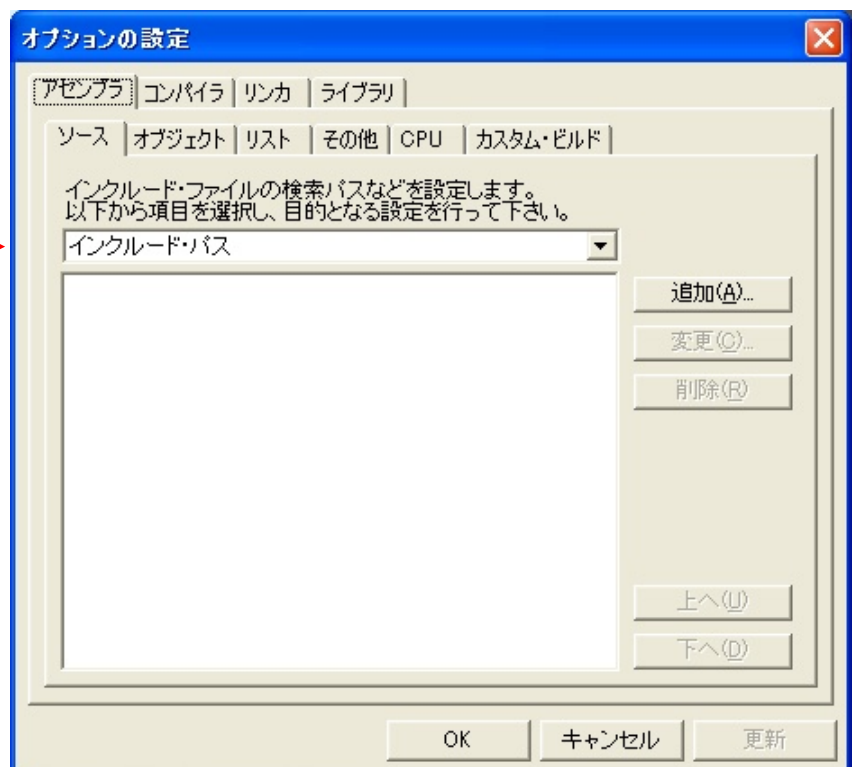 オプションの設定
アセンブラ コンパイラ リンカ ライブラリ
ソース オブジェクト リスト その他 CPU カスタム・ビルド
インクルード・ファイルの検索パスなどを設定します。
以下から項目を選択し、目的となる設定を行って下さい。
インクルード・パス
追加(A)...
変更(C)...
削除(R)
上へ(U)
下へ(D)
OK キャンセル 更新